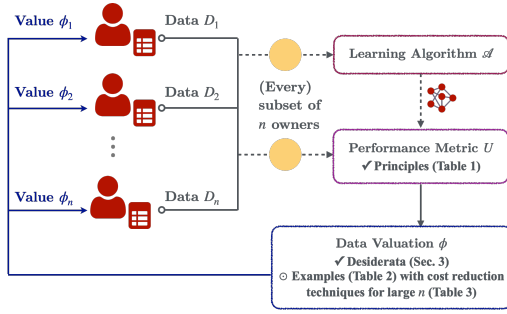 Value ϕ₁
Data D₁
Learning Algorithm 𝒜
Value ϕ₂
Data D₂
(Every)
subset of
n owners
Performance Metric U
✓ Principles (Table 1)
Value ϕₙ
Data Dₙ
Data Valuation ϕ
✓ Desiderata (Sec. 3)
⊙ Examples (Table 2) with cost reduction
techniques for large n (Table 3)